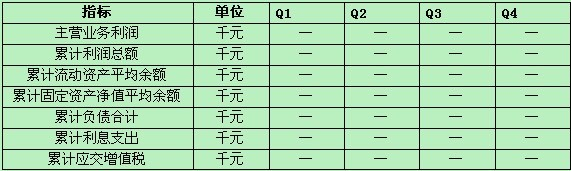 指标 单位 Q1 Q2 Q3 Q4
主营业务利润 千元 — — — —
累计利润总额 千元 — — — —
累计流动资产平均余额 千元 — — — —
累计固定资产净值平均余额 千元 — — — —
累计负债合计 千元 — — — —
累计利息支出 千元 — — — —
累计应交增值税 千元 — — — —